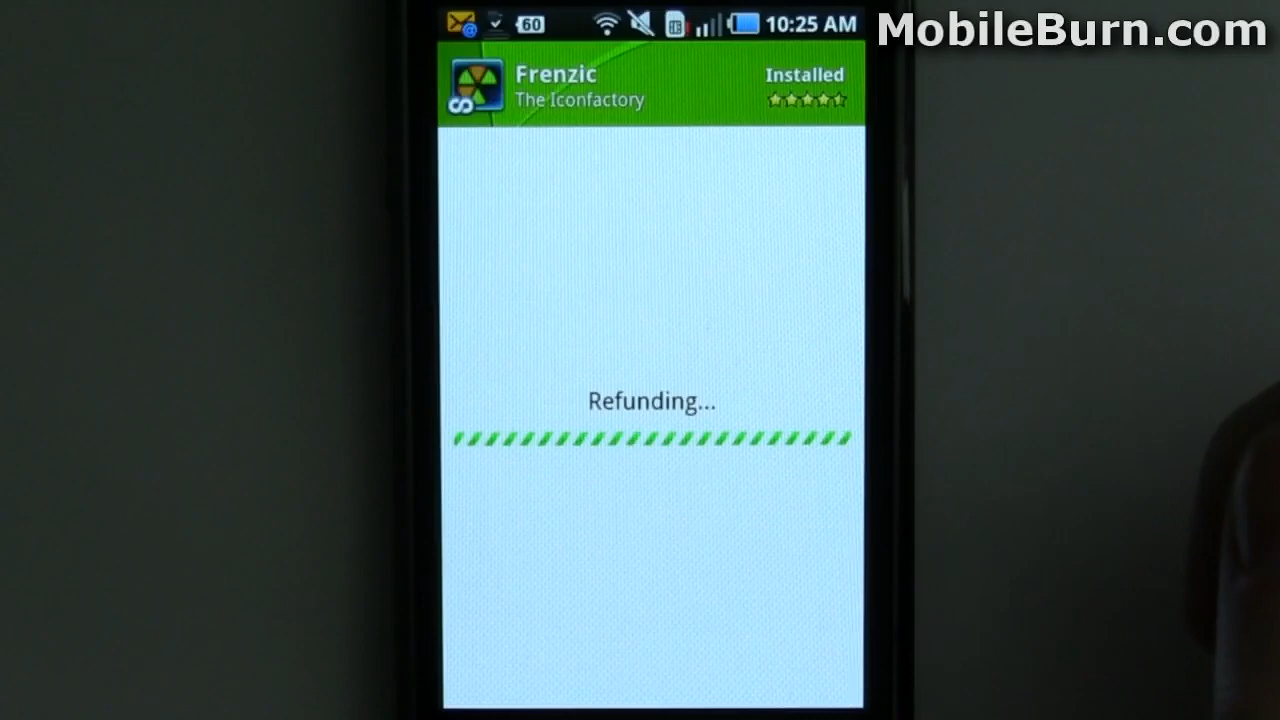 MobileBurn.com
60
10:25 AM
Frenzic
Installed
The Iconfactory
Refunding...